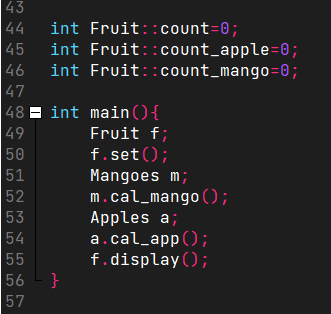 43
44 int Fruit::count=0;
45 int Fruit::count_apple=0;
46 int Fruit::count_mango=0;
47
48 int main(){
49 Fruit f;
50 f.set();
51 Mangoes m;
52 m.cal_mango();
53 Apples a;
54 a.cal_app();
55 f.display();
56 }
57